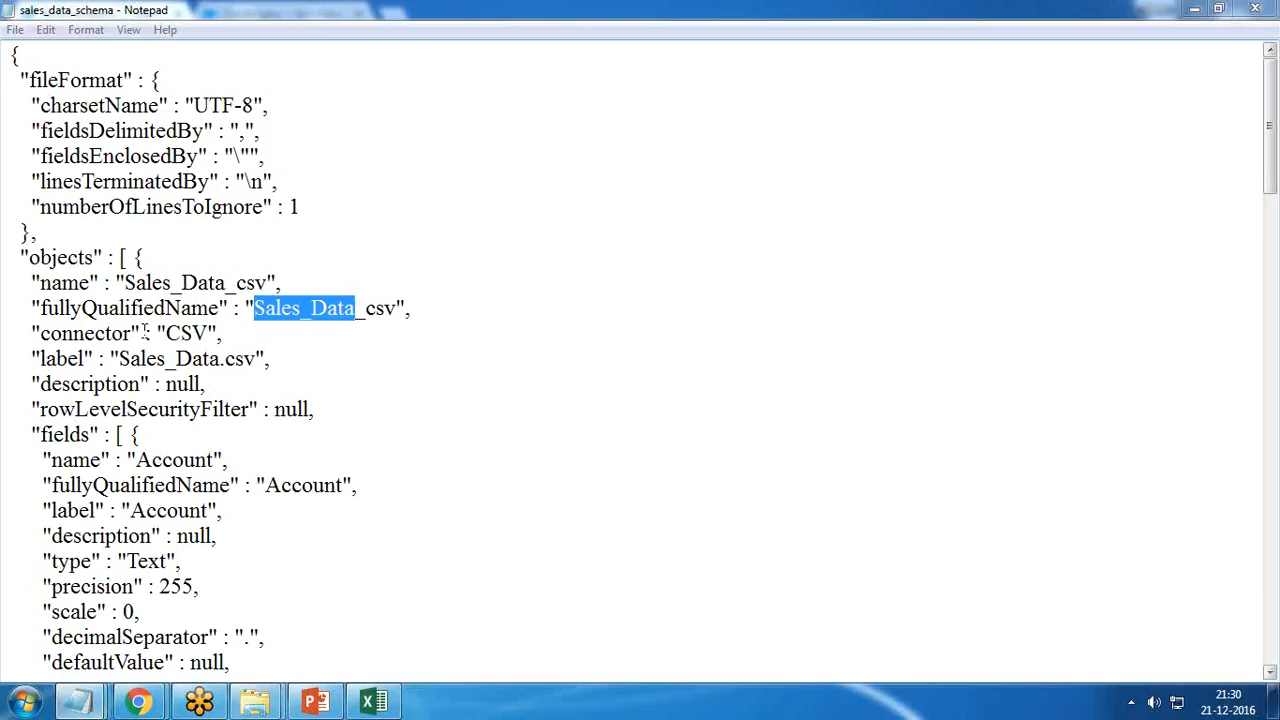 sales_data_schema - Notepad
File Edit Format View Help
{
"fileFormat" : {
"charsetName" : "UTF-8",
"fieldsDelimitedBy" : ",",
"fieldsEnclosedBy" : "\"",
"linesTerminatedBy" : "\n",
"numberOfLinesToIgnore" : 1
},
"objects" : [ {
"name" : "Sales_Data_csv",
"fullyQualifiedName" : "Sales_Data_csv",
"connector" : "CSV",
"label" : "Sales_Data.csv",
"description" : null,
"rowLevelSecurityFilter" : null,
"fields" : [ {
"name" : "Account",
"fullyQualifiedName" : "Account",
"label" : "Account",
"description" : null,
"type" : "Text",
"precision" : 255,
"scale" : 0,
"decimalSeparator" : ".",
"defaultValue" : null,
21:30
21-12-2016